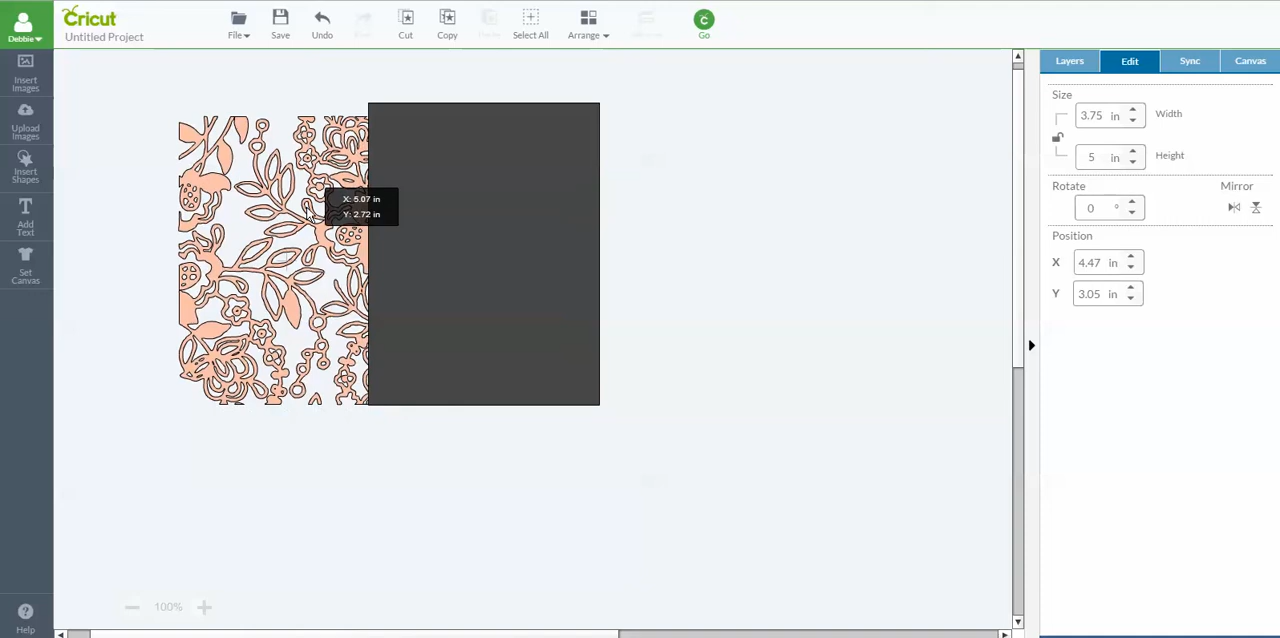 Cricut
Untitled Project
Debbie
File
Save
Undo
Cut
Copy
Select All
Arrange
C
Go
Insert
Images
Upload
Images
Insert
Shapes
T
Add
Text
Set
Canvas
?
Help
X: 5.07 in
Y: 2.72 in
100%
Layers
Edit
Sync
Canvas
Size
3.75 in
Width
5 in
Height
Rotate
Mirror
0 °
Position
X
4.47 in
Y
3.05 in